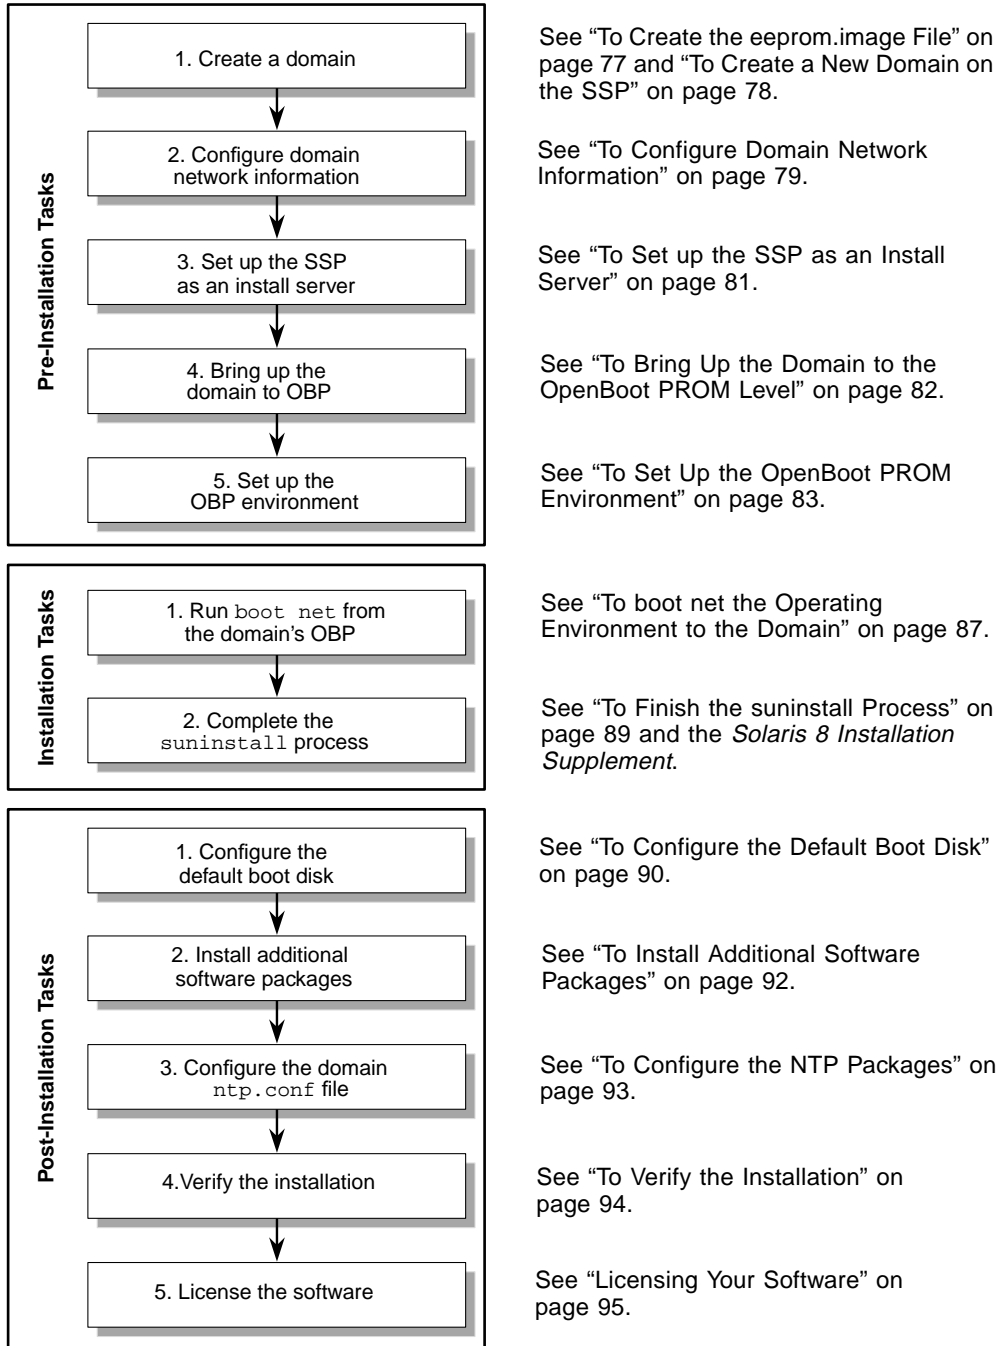 Pre-Installation Tasks
1. Create a domain
See “To Create the eeprom.image File” on
page 77 and “To Create a New Domain on
the SSP” on page 78.
2. Configure domain
network information
See “To Configure Domain Network
Information” on page 79.
3. Set up the SSP
as an install server
See “To Set up the SSP as an Install
Server” on page 81.
4. Bring up the
domain to OBP
See “To Bring Up the Domain to the
OpenBoot PROM Level” on page 82.
5. Set up the
OBP environment
See “To Set Up the OpenBoot PROM
Environment” on page 83.
Installation Tasks
1. Run boot net from
the domain’s OBP
See “To boot net the Operating
Environment to the Domain” on page 87.
2. Complete the
suninstall process
See “To Finish the suninstall Process” on
page 89 and the Solaris 8 Installation
Supplement.
Post-Installation Tasks
1. Configure the
default boot disk
See “To Configure the Default Boot Disk”
on page 90.
2. Install additional
software packages
See “To Install Additional Software
Packages” on page 92.
3. Configure the domain
ntp.conf file
See “To Configure the NTP Packages” on
page 93.
4.Verify the installation
See “To Verify the Installation” on
page 94.
5. License the software
See “Licensing Your Software” on
page 95.